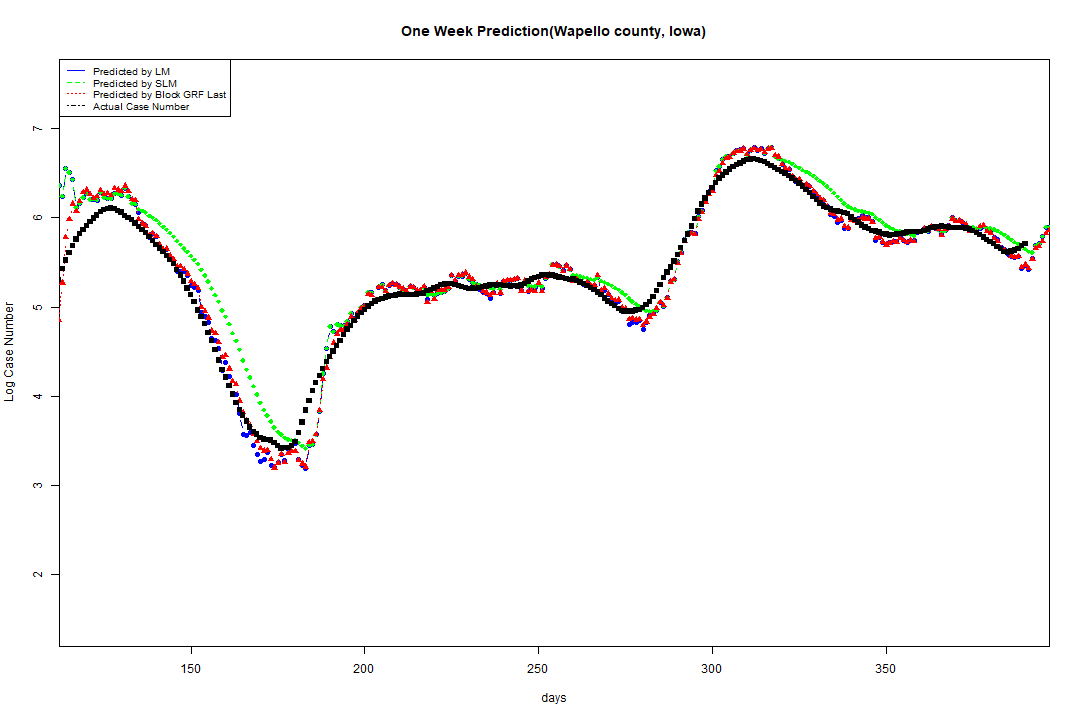 One Week Prediction(Wapello county, Iowa)
Predicted by LM
Predicted by SLM
Predicted by Block GRF Last
Actual Case Number
7
6
5
4
3
2
Log Case Number
150 200 250 300 350
days